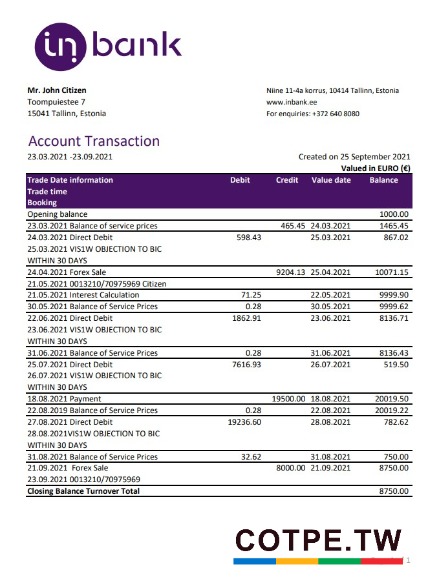 inbank
Mr. John Citizen
Toompuiestee 7
15041 Tallinn, Estonia
Niine 11-4a korrus, 10414 Tallinn, Estonia
www.inbank.ee
For enquiries: +372 640 8080
Account Transaction
23.03.2021 -23.09.2021 Created on 25 September 2021
Valued in EURO (€)
Trade Date information Debit Credit Value date Balance
Trade time
Booking
Opening balance 1000.00
23.03.2021 Balance of service prices 465.45 24.03.2021 1465.45
24.03.2021 Direct Debit 598.43 25.03.2021 867.02
25.03.2021 VIS1W OBJECTION TO BIC
WITHIN 30 DAYS
24.04.2021 Forex Sale 9204.13 25.04.2021 10071.15
21.05.2021 0013210/70975969 Citizen
21.05.2021 Interest Calculation 71.25 22.05.2021 9999.90
30.05.2021 Balance of Service Prices 0.28 30.05.2021 9999.62
22.06.2021 Direct Debit 1862.91 23.06.2021 8136.71
23.06.2021 VIS1W OBJECTION TO BIC
WITHIN 30 DAYS
31.06.2021 Balance of Service Prices 0.28 31.06.2021 8136.43
25.07.2021 Direct Debit 7616.93 26.07.2021 519.50
26.07.2021 VIS1W OBJECTION TO BIC
WITHIN 30 DAYS
18.08.2021 Payment 19500.00 18.08.2021 20019.50
22.08.2019 Balance of Service Prices 0.28 22.08.2021 20019.22
27.08.2021 Direct Debit 19236.60 28.08.2021 782.62
28.08.2021VIS1W OBJECTION TO BIC
WITHIN 30 DAYS
31.08.2021 Balance of Service Prices 32.62 31.08.2021 750.00
21.09.2021 Forex Sale 8000.00 21.09.2021 8750.00
23.09.2021 0013210/70975969
Closing Balance Turnover Total 8750.00
COTPE.TW
1